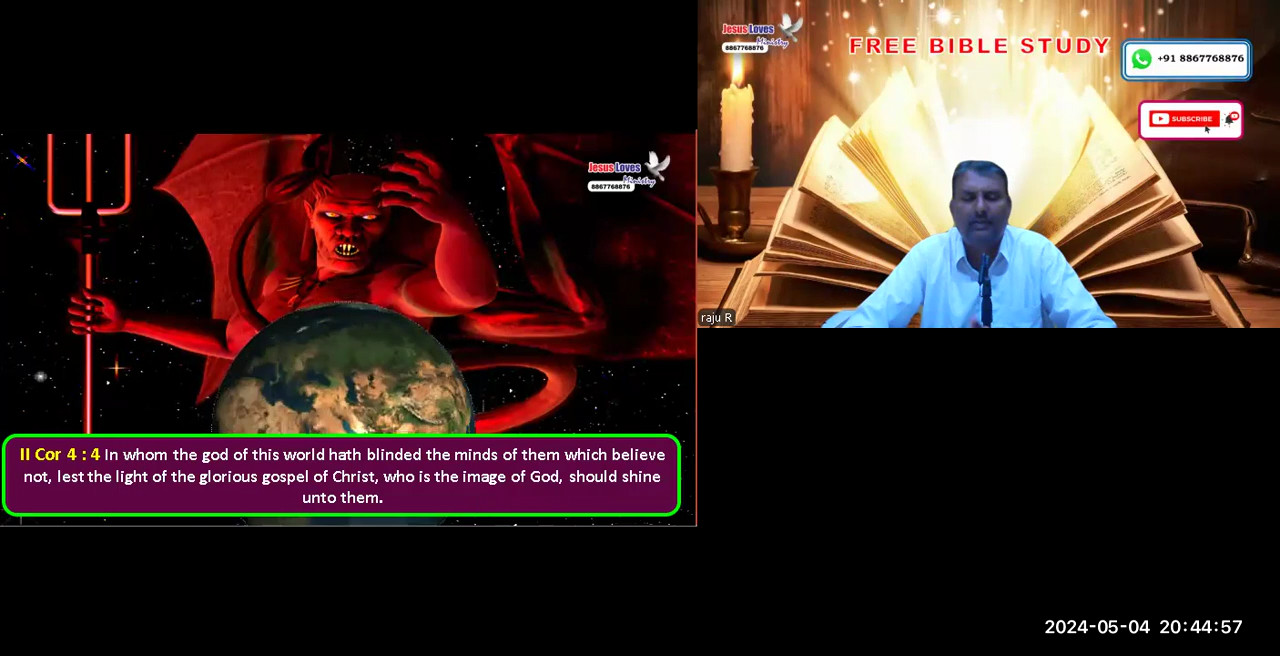 Jesus Loves
Ministry
8867768876
II Cor 4 : 4 In whom the god of this world hath blinded the minds of them which believe
not, lest the light of the glorious gospel of Christ, who is the image of God, should shine
unto them.
Jesus Loves
Ministry
8867768876
FREE BIBLE STUDY
+91 8867768876
SUBSCRIBE
raju R
2024-05-04 20:44:57